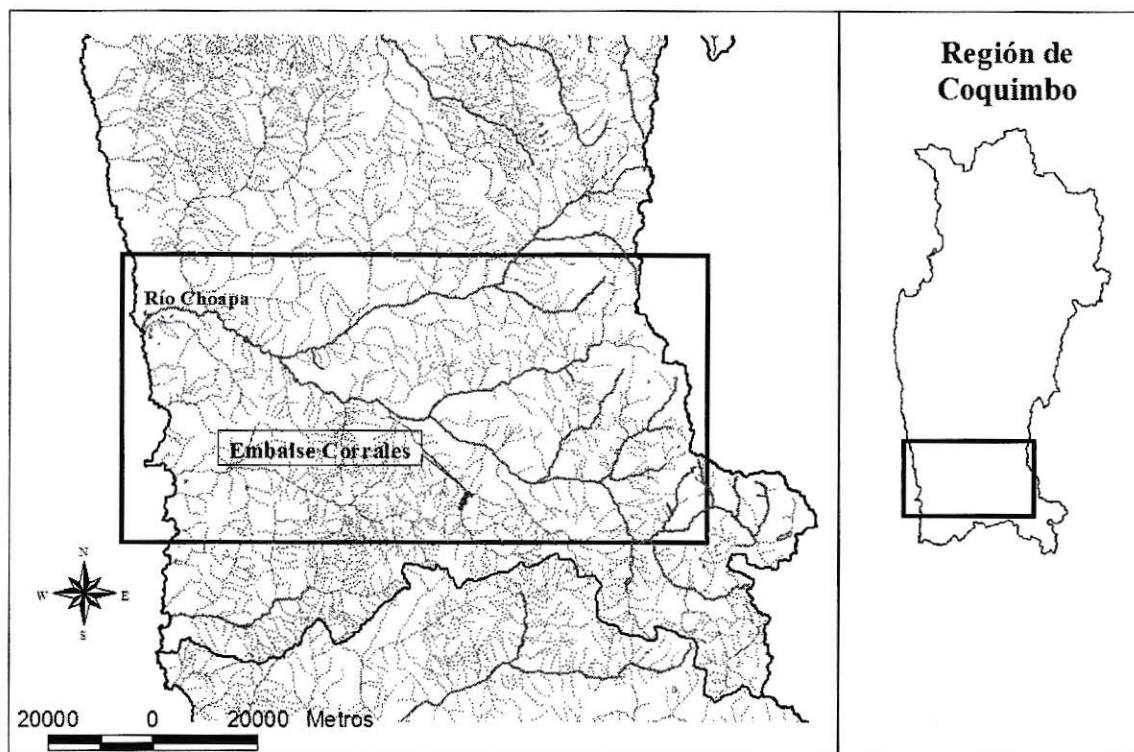 Región de
Coquimbo
Río Choapa
Embalse Corrales
N
W E
S
20000 0 20000 Metros